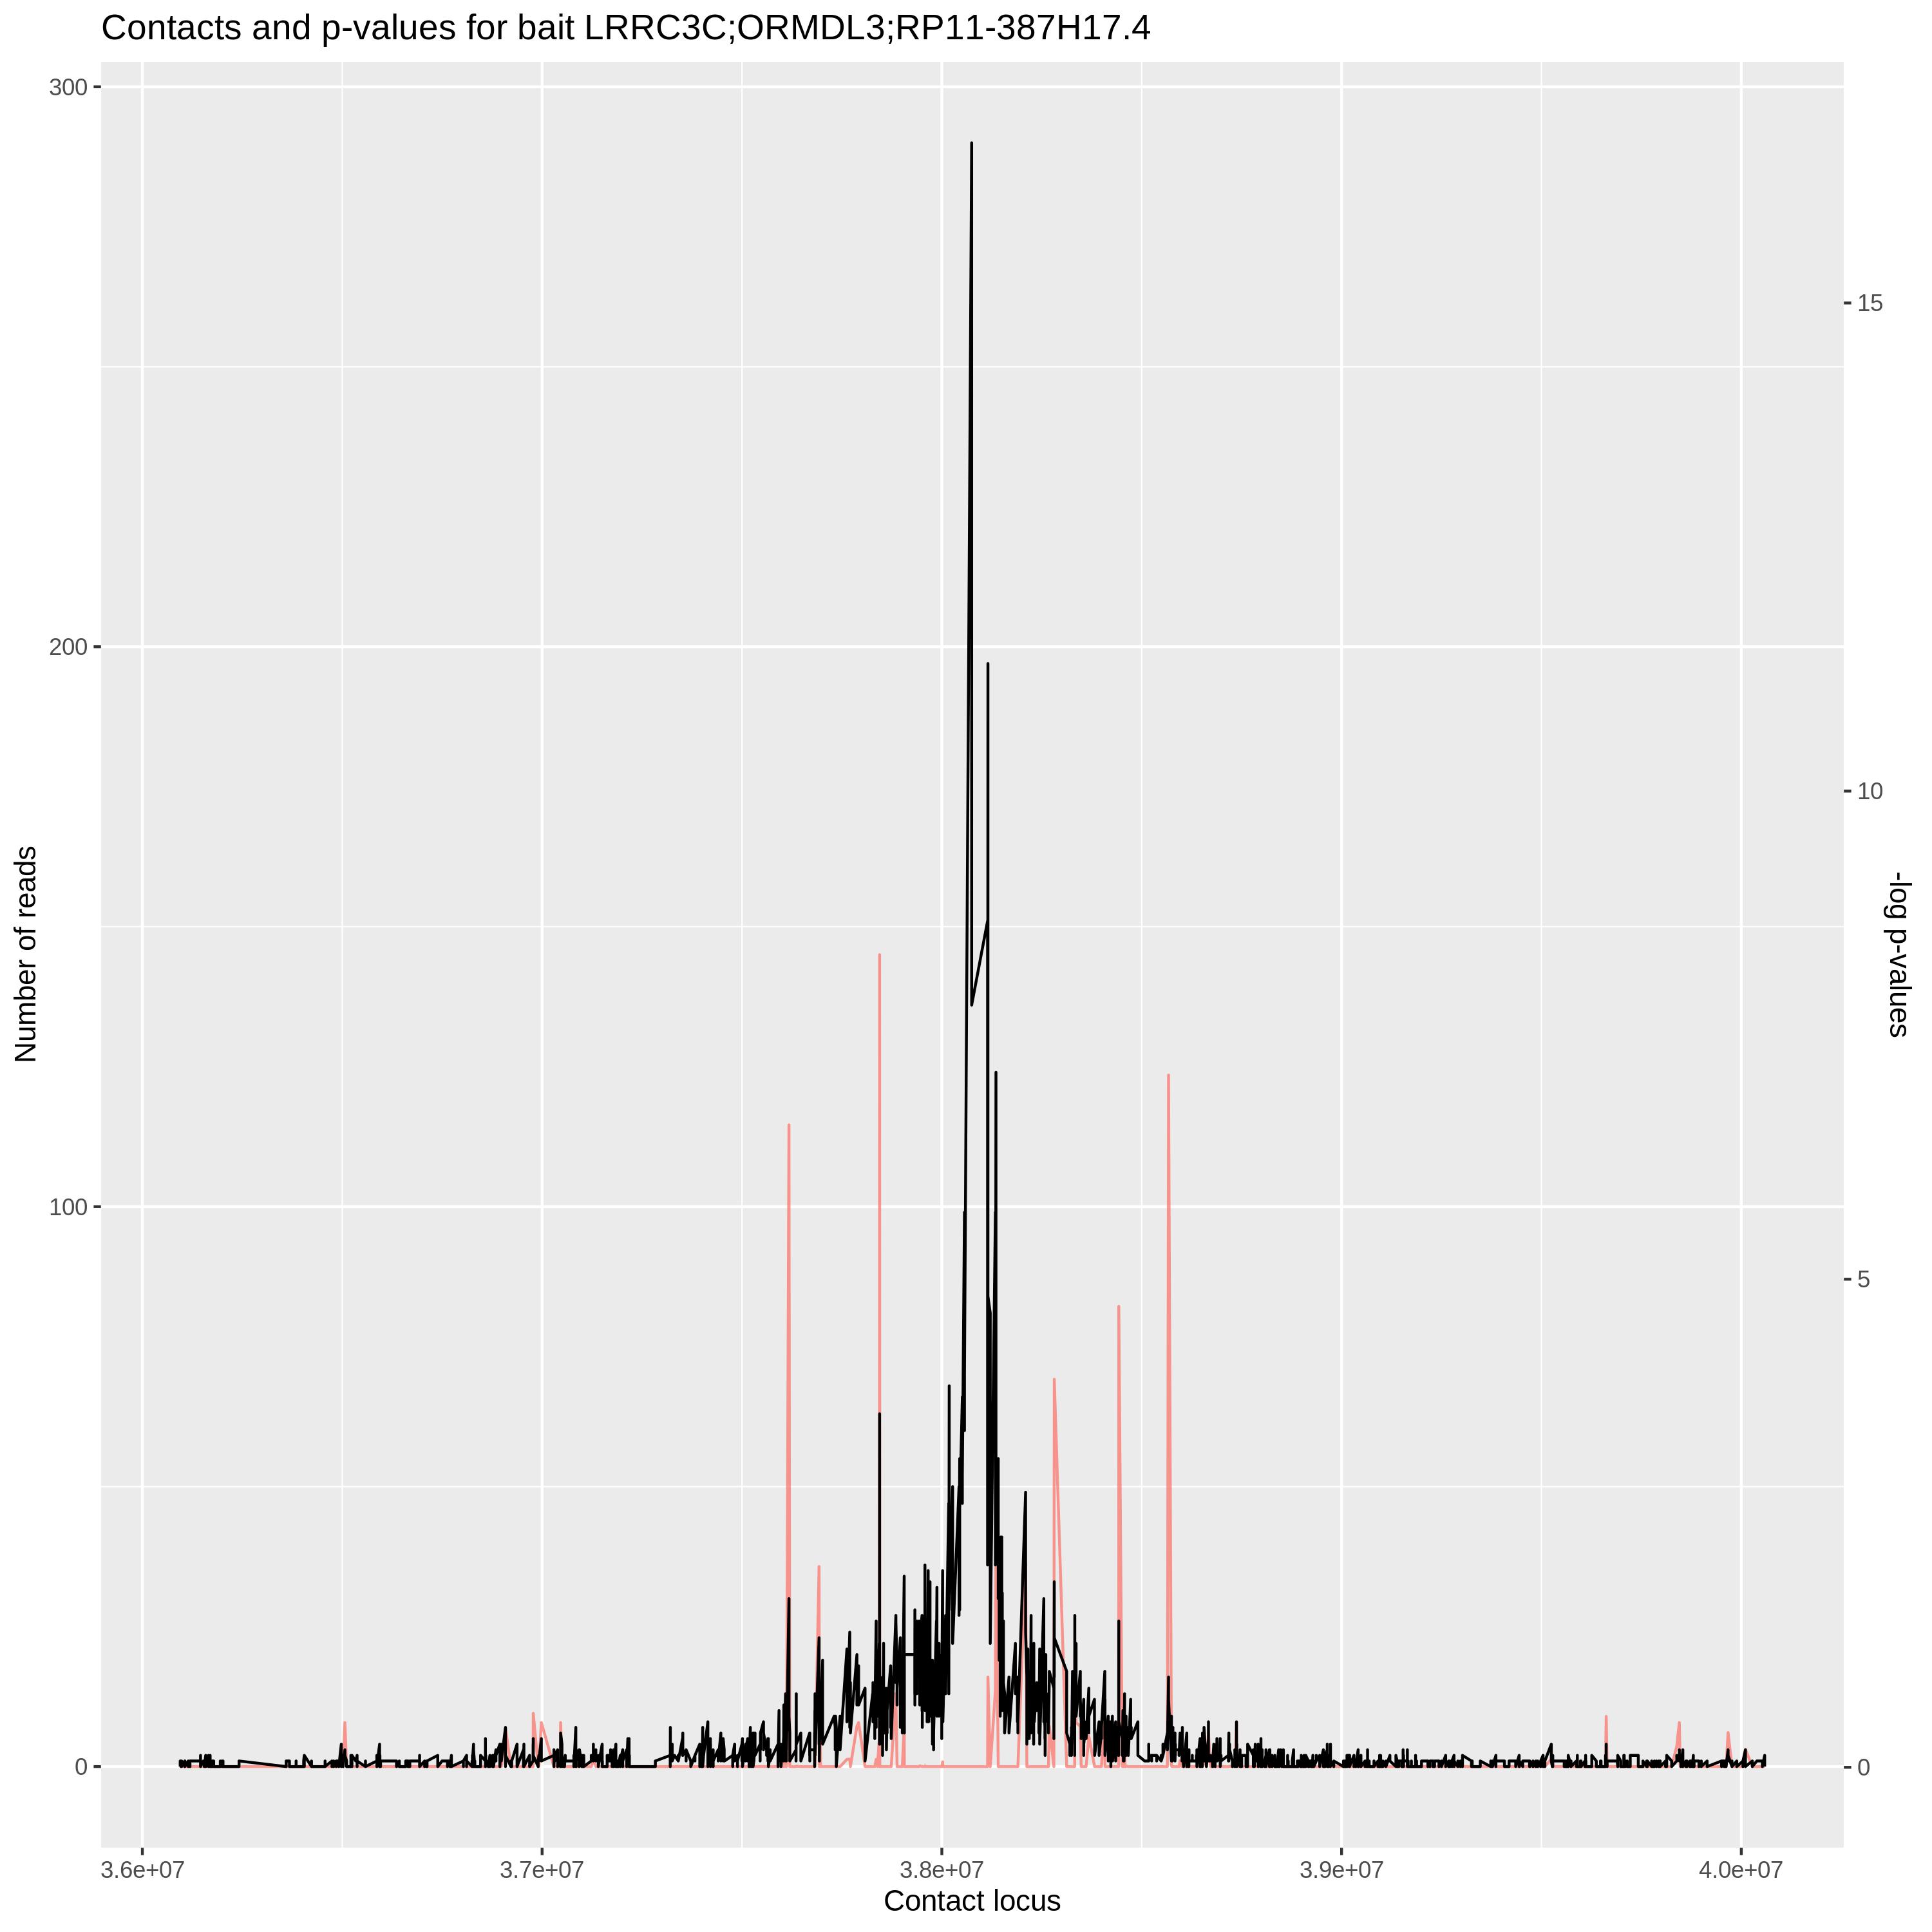 Contacts and p-values for bait LRRC3C;ORMDL3;RP11-387H17.4
300
200
100
0
Number of reads
15
10
5
0
-log p-values
3.6e+07 3.7e+07 3.8e+07 3.9e+07 4.0e+07
Contact locus